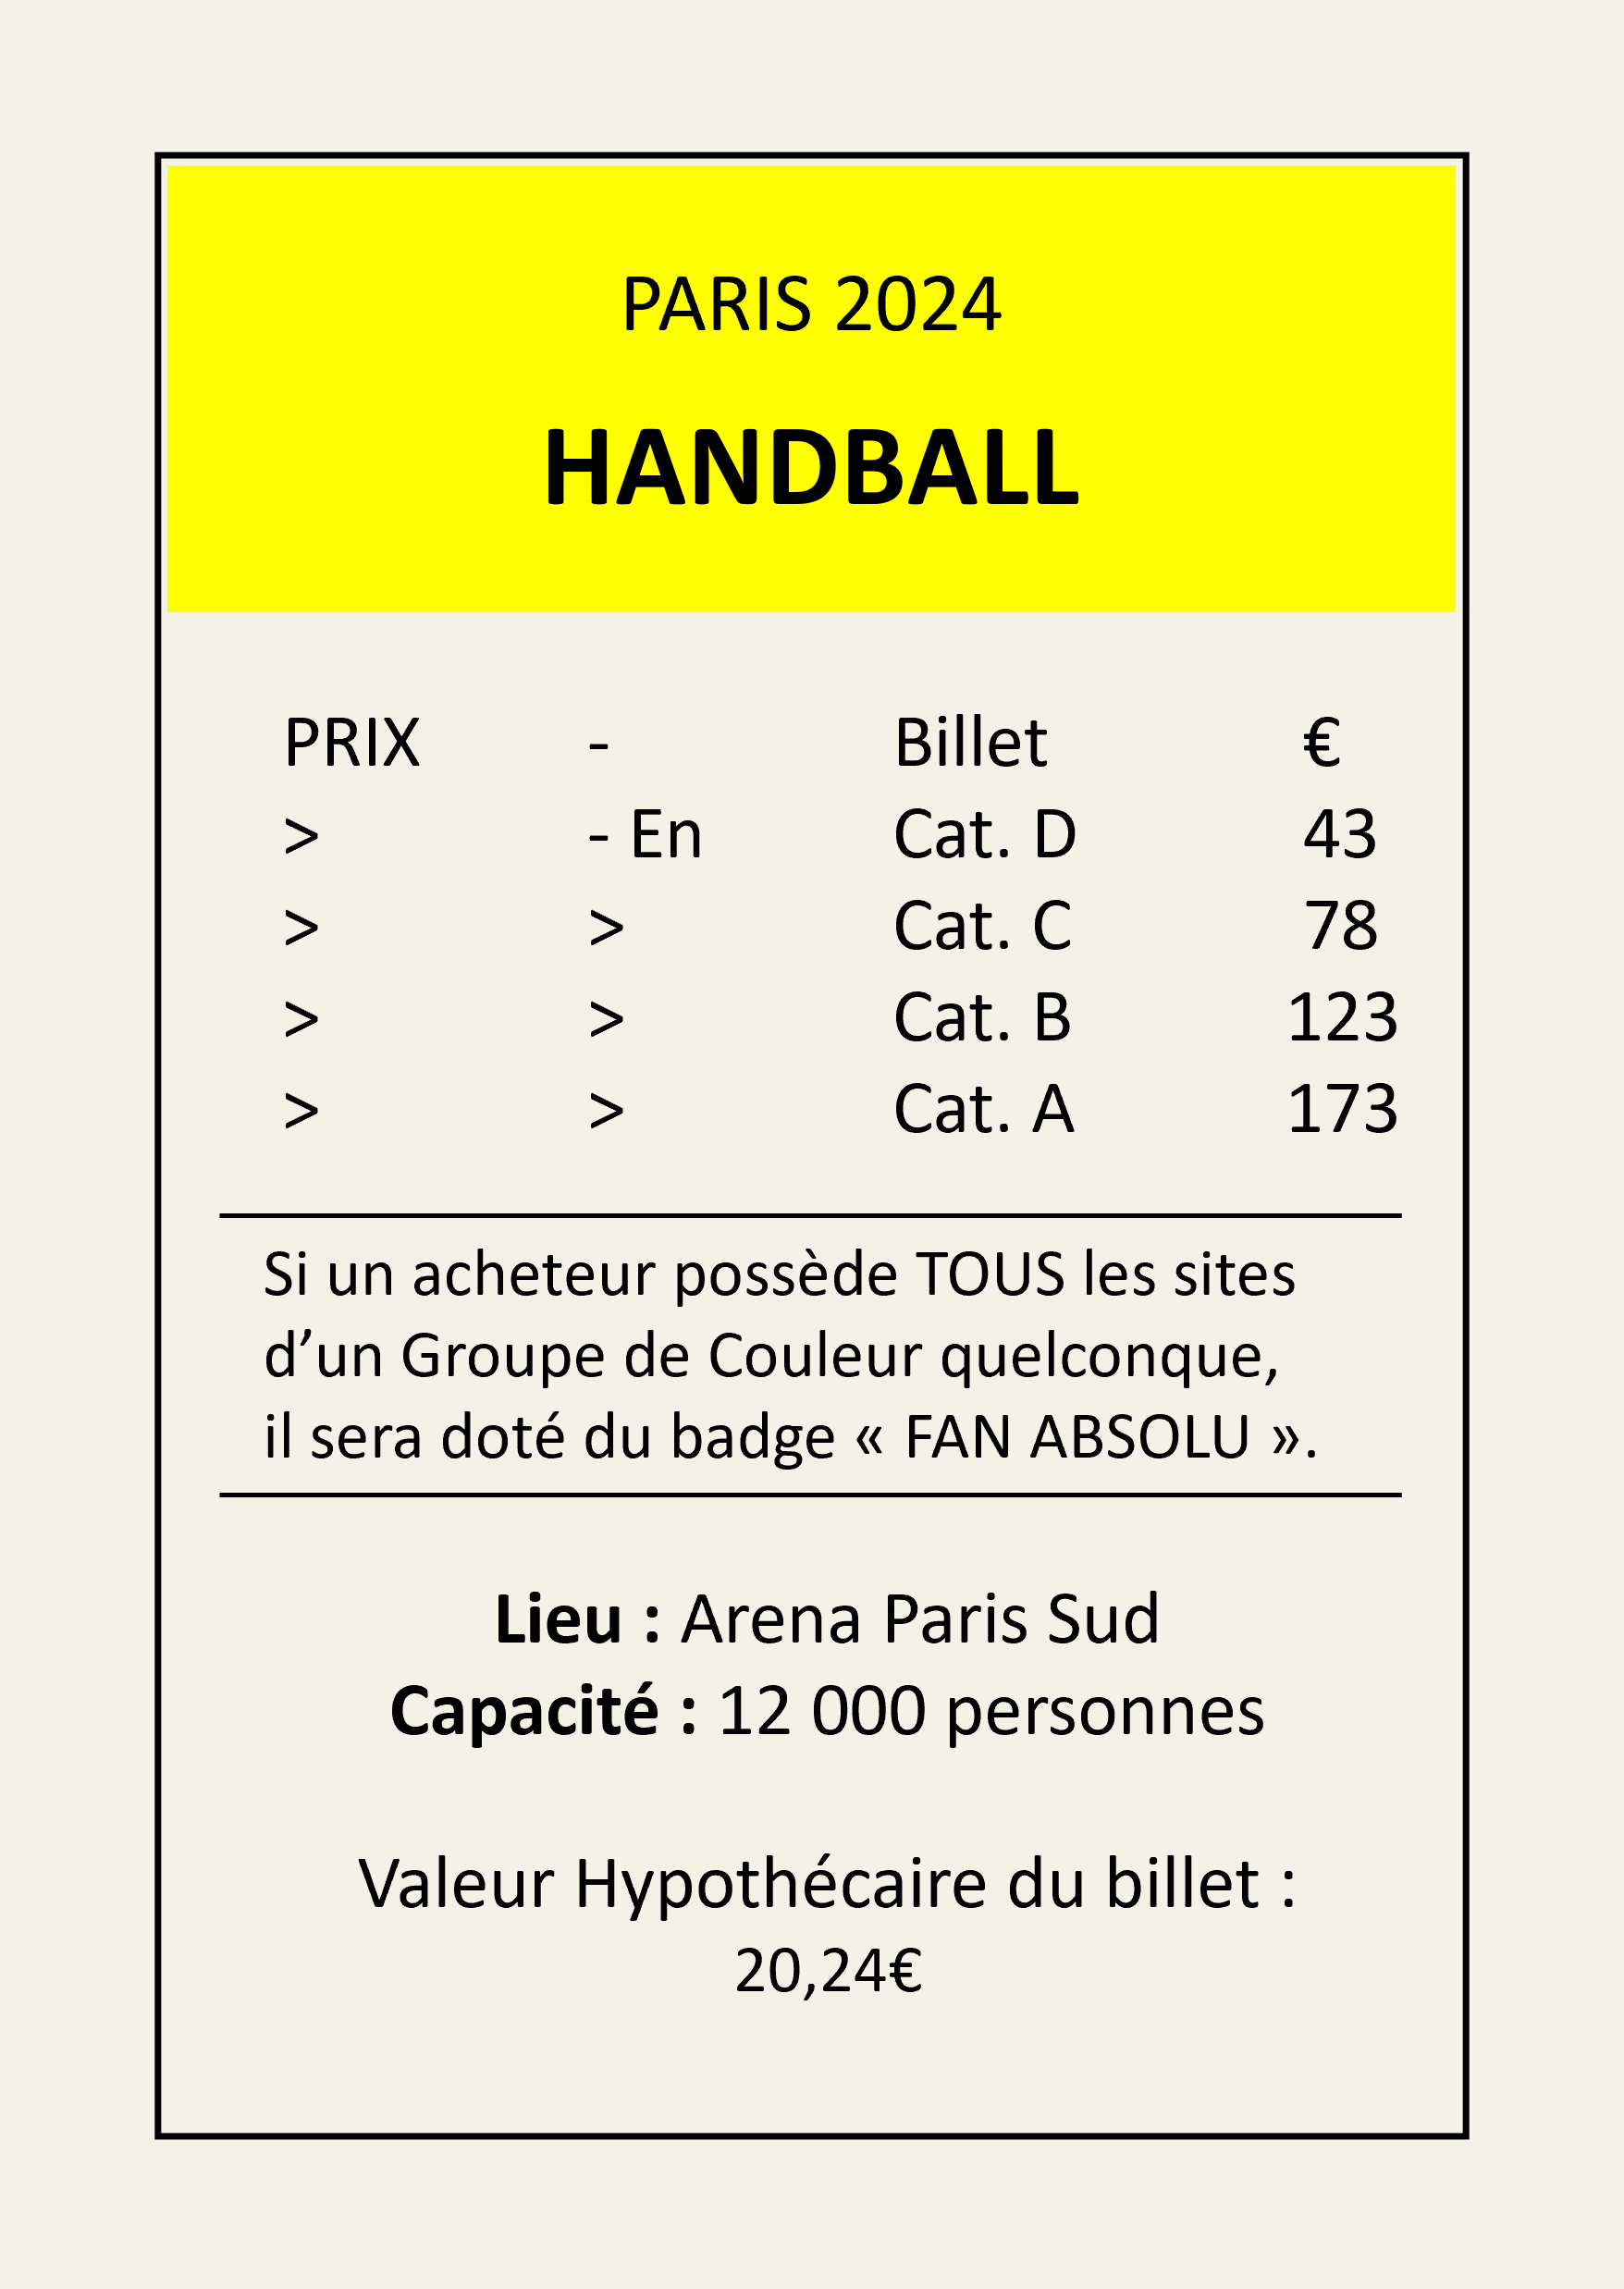 PARIS 2024
HANDBALL
PRIX - Billet €
> - En Cat. D 43
> > Cat. C 78
> > Cat. B 123
> > Cat. A 173
Si un acheteur possède TOUS les sites
d’un Groupe de Couleur quelconque,
il sera doté du badge « FAN ABSOLU ».
Lieu : Arena Paris Sud
Capacité : 12 000 personnes
Valeur Hypothécaire du billet :
20,24€